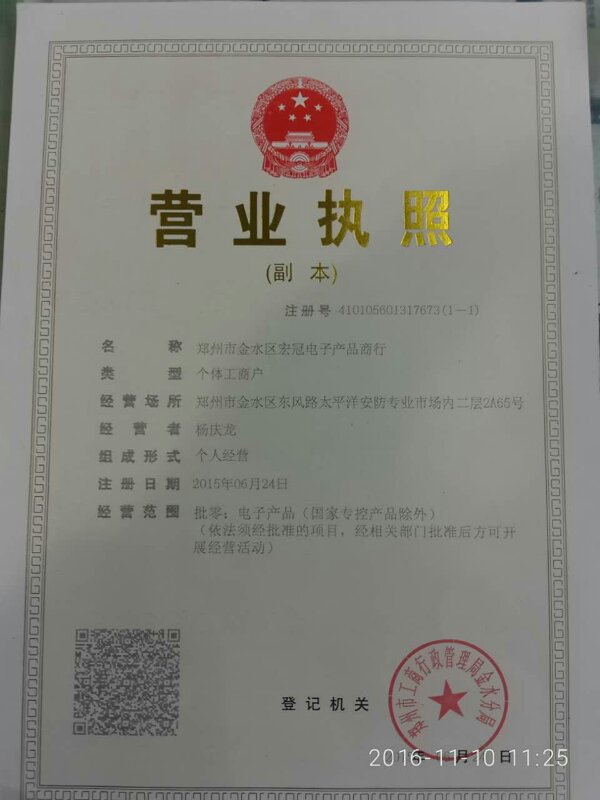 营业执照
(副 本)
注册号 410105601317673(1-1)
名称 郑州市金水区宏冠电子产品商行
类型 个体工商户
经营场所 郑州市金水区东风路太平洋安防专业市场内二层2A65号
经营者 杨庆龙
组成形式 个人经营
注册日期 2015年06月24日
经营范围 批零：电子产品（国家专控产品除外）
（依法须经批准的项目，经相关部门批准后方可开
展经营活动）
郑州市工商行政管理局金水分局
登记机关
月 日
2016-11-10 11:25